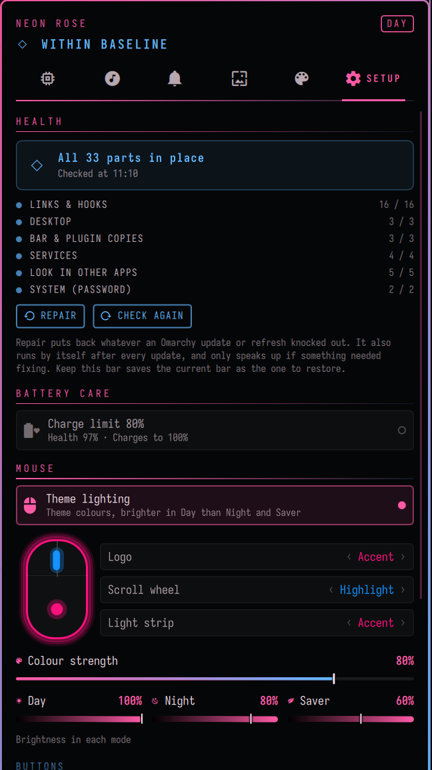 NEON ROSE
DAY
WITHIN BASELINE
SETUP
HEALTH
All 33 parts in place
Checked at 11:10
LINKS & HOOKS 16 / 16
DESKTOP 3 / 3
BAR & PLUGIN COPIES 3 / 3
SERVICES 4 / 4
LOOK IN OTHER APPS 5 / 5
SYSTEM (PASSWORD) 2 / 2
REPAIR CHECK AGAIN
Repair puts back whatever an Omarchy update or refresh knocked out. It also
runs by itself after every update, and only speaks up if something needed
fixing. Keep this bar saves the current bar as the one to restore.
BATTERY CARE
Charge limit 80%
Health 97% · Charges to 100%
MOUSE
Theme lighting
Theme colours, brighter in Day than Night and Saver
Logo ‹ Accent ›
Scroll wheel ‹ Highlight ›
Light strip ‹ Accent ›
Colour strength 80%
Day 100% Night 80% Saver 60%
Brightness in each mode
BUTTONS